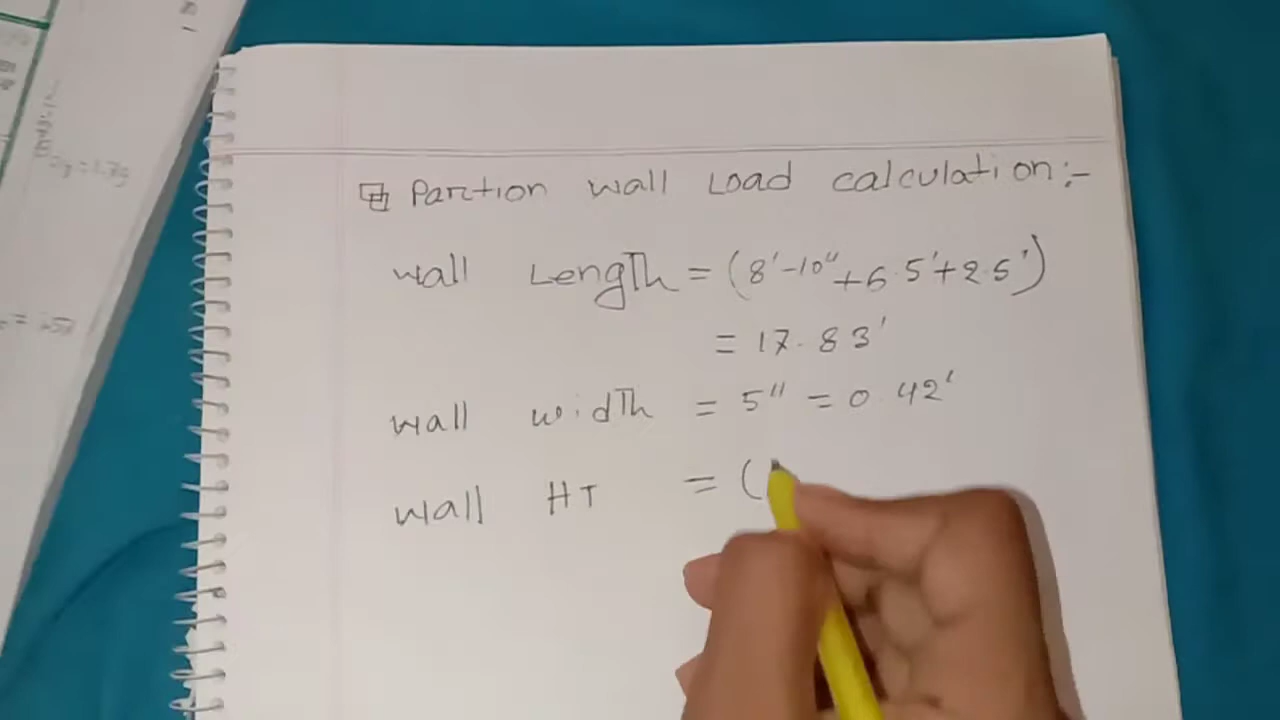 Partion wall Load calculation:-
wall Length = (8'-10"+6.5'+2.5')
= 17.83'
wall width = 5" = 0.42'
wall HT = (